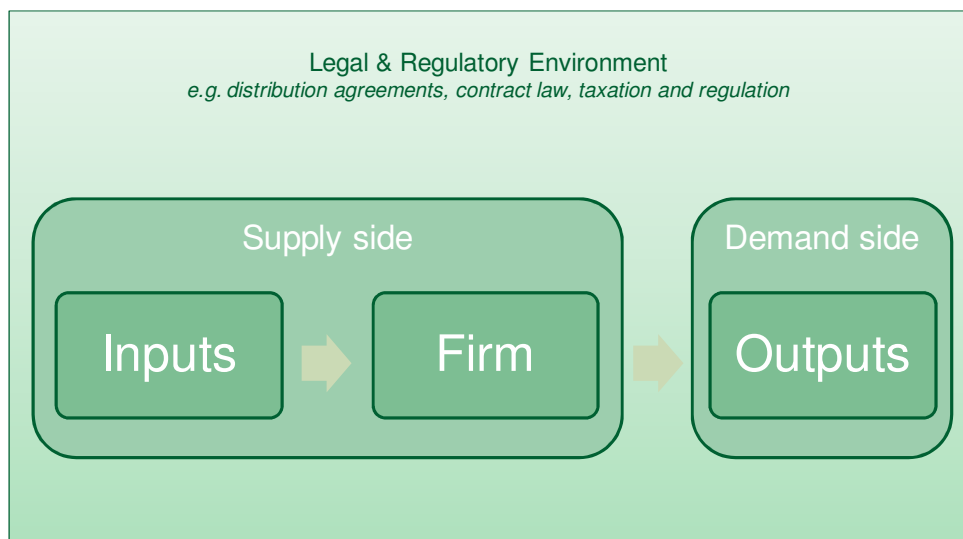 Legal & Regulatory Environment
e.g. distribution agreements, contract law, taxation and regulation
Supply side
Demand side
Inputs
Firm
Outputs